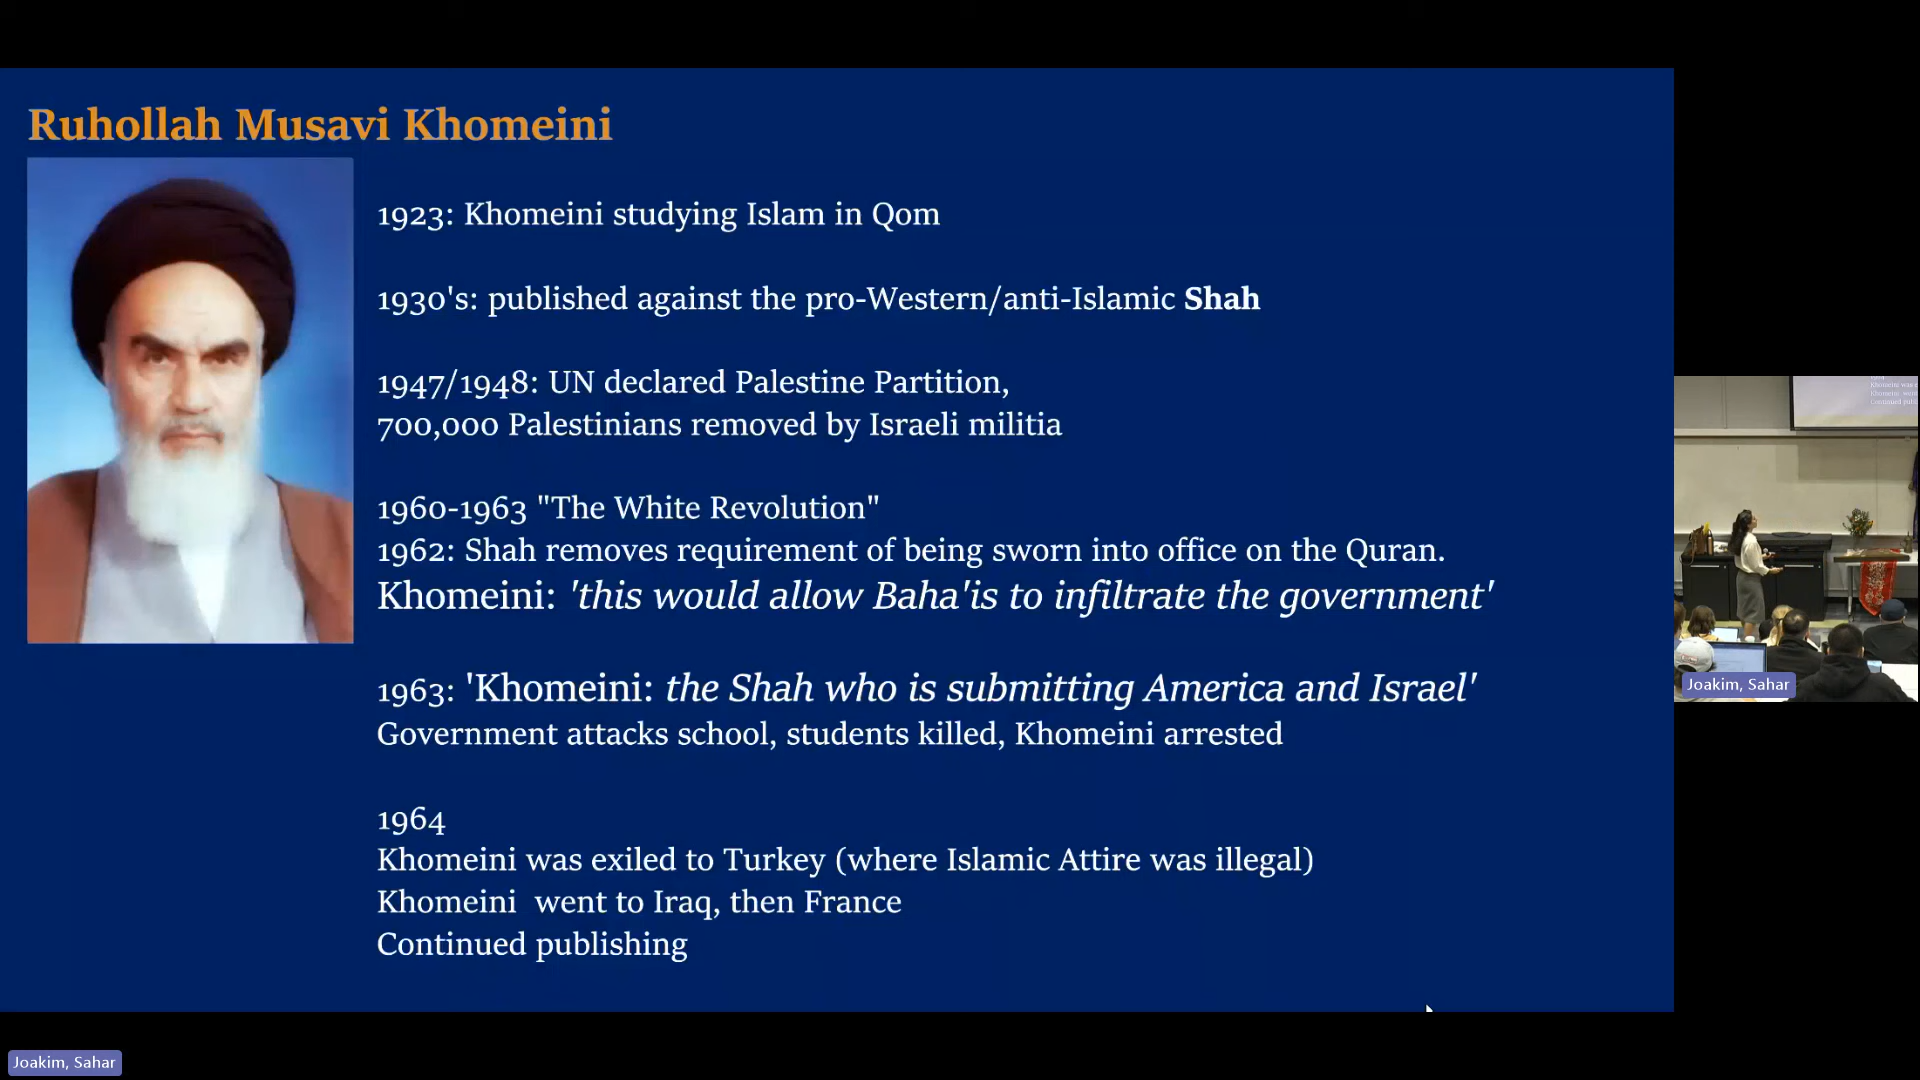 Ruhollah Musavi Khomeini
1923: Khomeini studying Islam in Qom
1930's: published against the pro-Western/anti-Islamic Shah
1947/1948: UN declared Palestine Partition,
700,000 Palestinians removed by Israeli militia
1960-1963 "The White Revolution"
1962: Shah removes requirement of being sworn into office on the Quran.
Khomeini: 'this would allow Baha'is to infiltrate the government'
1963: 'Khomeini: the Shah who is submitting America and Israel'
Government attacks school, students killed, Khomeini arrested
1964
Khomeini was exiled to Turkey (where Islamic Attire was illegal)
Khomeini  went to Iraq, then France
Continued publishing
Joakim, Sahar
Joakim, Sahar